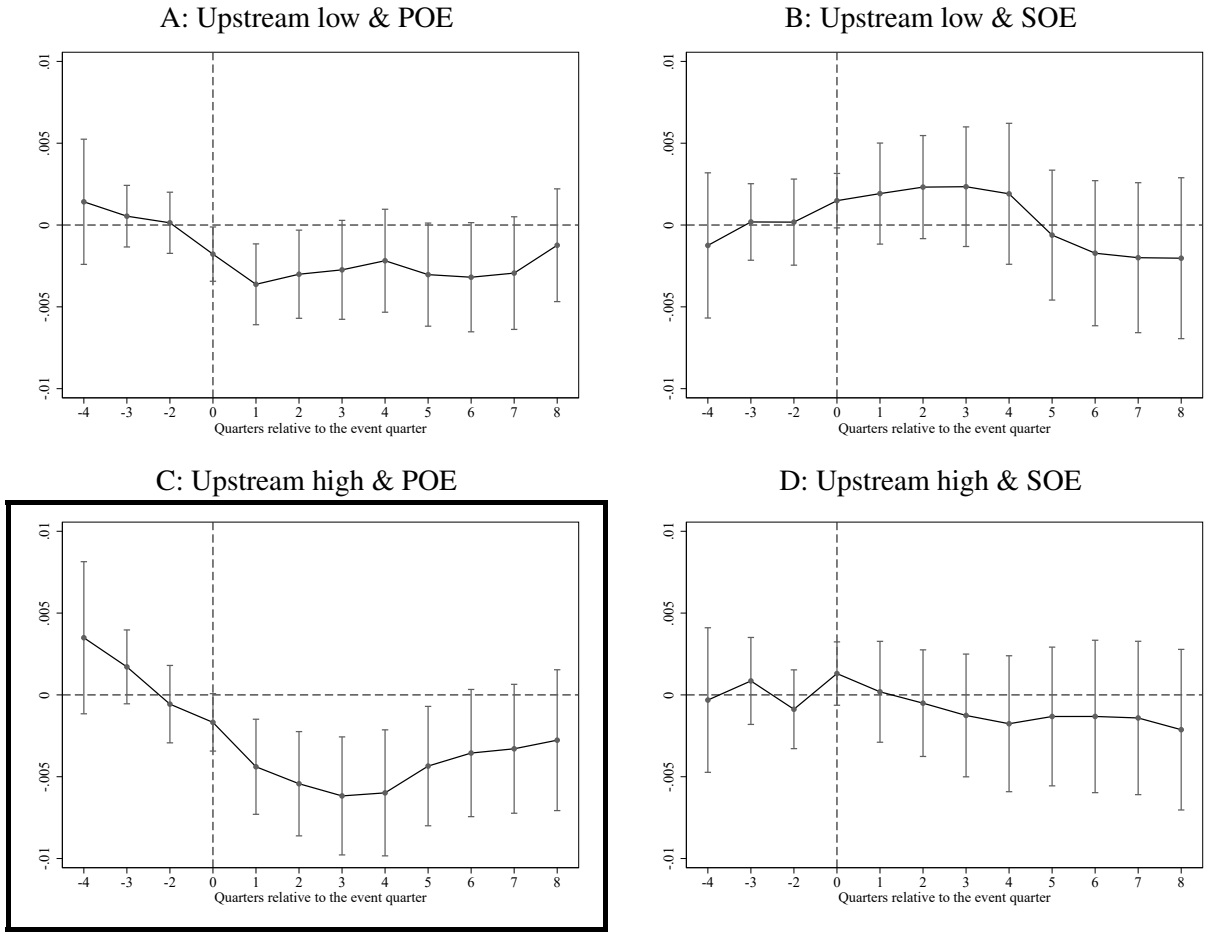 A: Upstream low & POE
.01
.005
0
-.005
-.01
-4 -3 -2 0 1 2 3 4 5 6 7 8
Quarters relative to the event quarter
B: Upstream low & SOE
.01
.005
0
-.005
-.01
-4 -3 -2 0 1 2 3 4 5 6 7 8
Quarters relative to the event quarter
C: Upstream high & POE
.01
.005
0
-.005
-.01
-4 -3 -2 0 1 2 3 4 5 6 7 8
Quarters relative to the event quarter
D: Upstream high & SOE
.01
.005
0
-.005
-.01
-4 -3 -2 0 1 2 3 4 5 6 7 8
Quarters relative to the event quarter